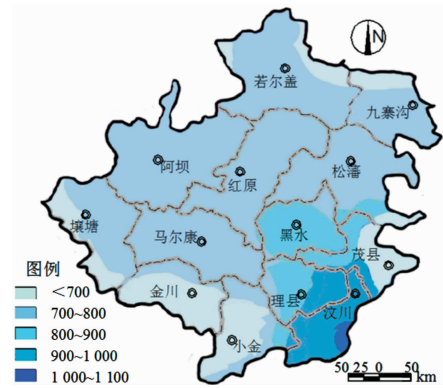 N
若尔盖
九寨沟
阿坝
红原
松潘
壤塘
马尔康
黑水
茂县
图例
<700
金川
理县
汶川
700~800
小金
800~900
900~1 000
50 25 0 50 km
1 000~1 100